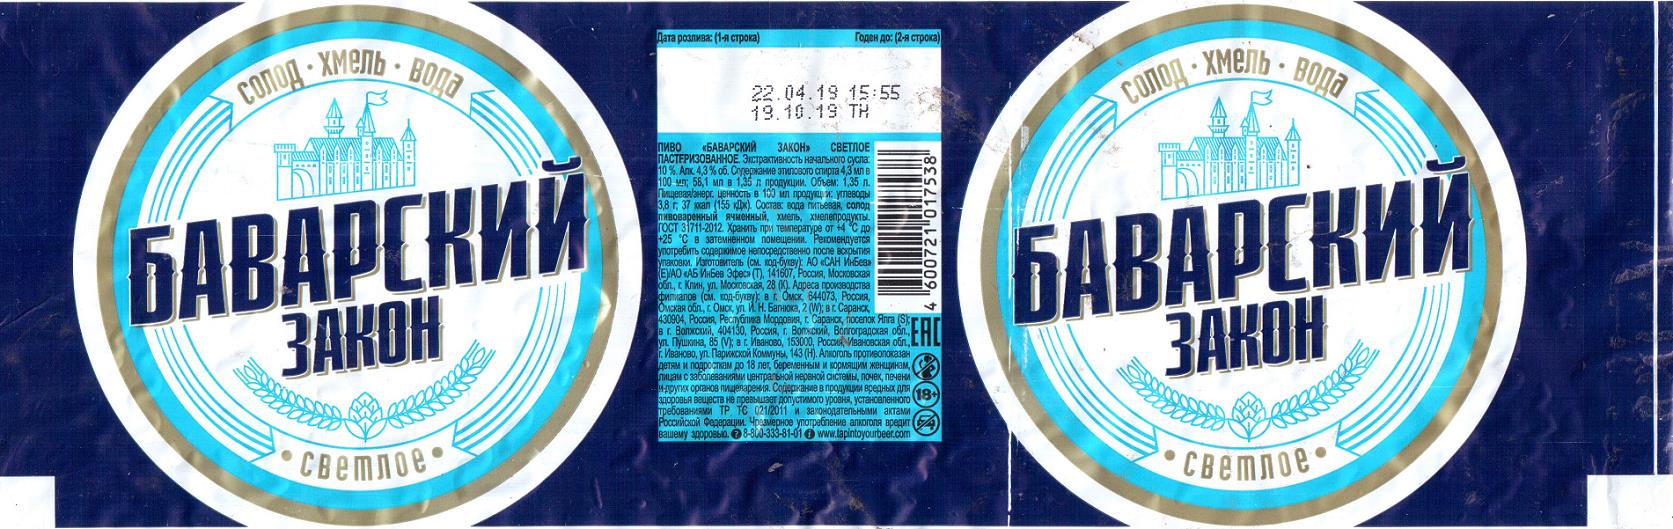 СОЛОД · ХМЕЛЬ · ВОДА
БАВАРСКИЙ
ЗАКОН
• СВЕТЛОЕ •
Дата розлива: (1-я строка) Годен до: (2-я строка)
22.04.19 15:55
19.10.19 ТН
ПИВО «БАВАРСКИЙ ЗАКОН» СВЕТЛОЕ
ПАСТЕРИЗОВАННОЕ. Экстрактивность начального сусла:
10 %. Алк. 4,3 % об. Содержание этилового спирта 4,3 мл в
100 мл; 58,1 мл в 1,35 л продукции. Объем: 1,35 л.
Пищевая/энерг. ценность в 100 мл продукции: углеводы
3,8 г; 37 ккал (155 кДж). Состав: вода питьевая, солод
пивоваренный ячменный, хмель, хмелепродукты.
ГОСТ 31711-2012. Хранить при температуре от +4 °С до
+25 °С в затемненном помещении. Рекомендуется
употребить содержимое непосредственно после вскрытия
упаковки. Изготовитель (см. код-букву): АО «САН ИнБев»
(Е)/АО «АБ ИнБев Эфес» (Т), 141607, Россия, Московская
обл., г. Клин, ул. Московская, 28 (К). Адреса производства
филиалов (см. код-букву): в г. Омск, 644073, Россия,
Омская обл., г. Омск, ул. И. Н. Багнюка, 2 (W); в г. Саранск,
430904, Россия, Республика Мордовия, г. Саранск, поселок Ялга (S);
в г. Волжский, 404130, Россия, г. Волжский, Волгоградская обл.,
ул. Пушкина, 85 (V); в г. Иваново, 153000, Россия, Ивановская обл.,
г. Иваново, ул. Парижской Коммуны, 143 (Н). Алкоголь противопоказан
детям и подросткам до 18 лет, беременным и кормящим женщинам,
лицам с заболеваниями центральной нервной системы, почек, печени
и других органов пищеварения. Содержание в продукции вредных для
здоровья веществ не превышает допустимого уровня, установленного
требованиями ТР ТС 021/2011 и законодательными актами
Российской Федерации. Чрезмерное употребление алкоголя вредит
вашему здоровью. 8-800-333-81-01 www.tapintoyourbeer.com
4 600721 017538
EAC
18+
СОЛОД · ХМЕЛЬ · ВОДА
БАВАРСКИЙ
ЗАКОН
• СВЕТЛОЕ •